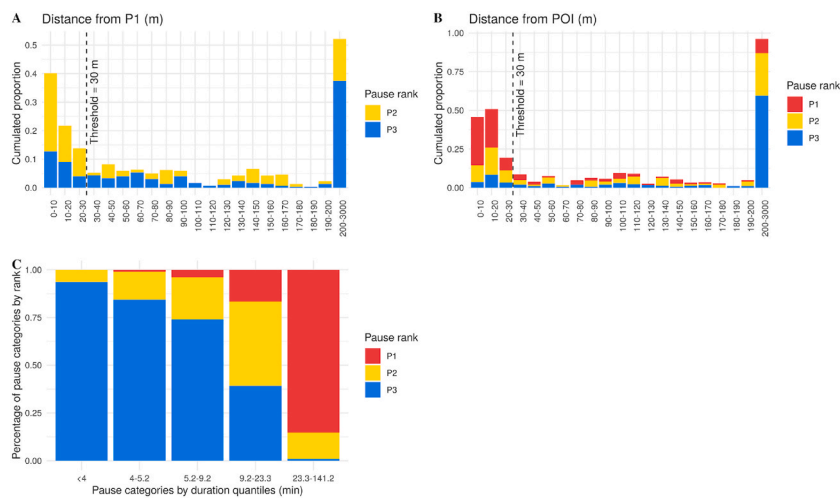 A
Distance from P1 (m)
Cumulated proportion
0.5
0.4
0.3
0.2
0.1
0.0
Threshold = 30 m
Pause rank
P2
P3
0-10
10-20
20-30
30-40
40-50
50-60
60-70
70-80
80-90
90-100
100-110
110-120
120-130
130-140
140-150
150-160
160-170
170-180
180-190
190-200
200-3000
B
Distance from POI (m)
Cumulated proportion
1.00
0.75
0.50
0.25
0.00
Threshold = 30 m
Pause rank
P1
P2
P3
0-10
10-20
20-30
30-40
40-50
50-60
60-70
70-80
80-90
90-100
100-110
110-120
120-130
130-140
140-150
150-160
160-170
170-180
180-190
190-200
200-3000
C
Percentage of pause categories by rank
1.00
0.75
0.50
0.25
0.00
Pause rank
P1
P2
P3
<4
4-5.2
5.2-9.2
9.2-23.3
23.3-141.2
Pause categories by duration quantiles (min)